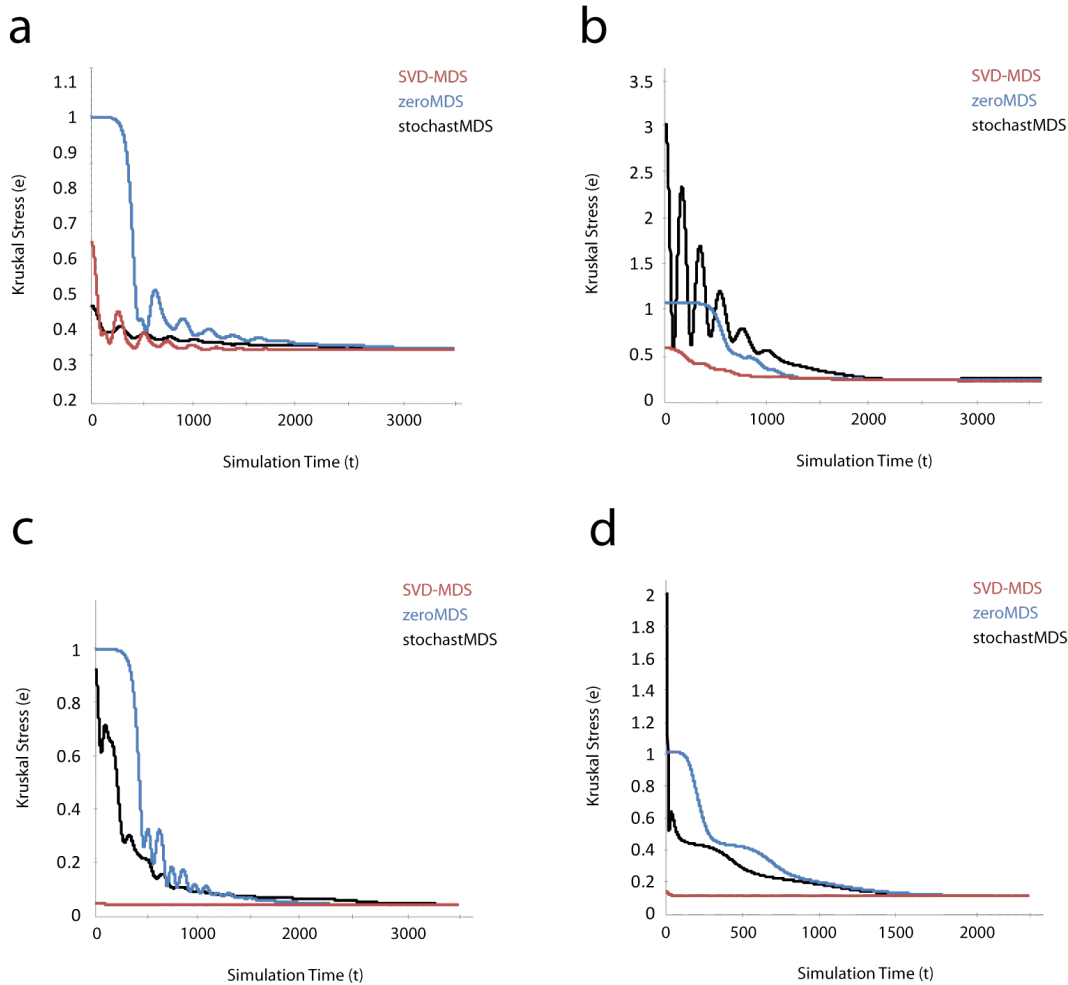 a
SVD-MDS
zeroMDS
stochastMDS
Kruskal Stress (e)
1.1
1
0.9
0.8
0.7
0.6
0.5
0.4
0.3
0.2
0
1000
2000
3000
Simulation Time (t)
b
SVD-MDS
zeroMDS
stochastMDS
Kruskal Stress (e)
3.5
3
2.5
2
1.5
1
0.5
0
0
500
1000
2000
3000
Simulation Time (t)
c
SVD-MDS
zeroMDS
stochastMDS
Kruskal Stress (e)
1
0.8
0.6
0.4
0.2
0
0
500
1000
2000
3000
Simulation Time (t)
d
SVD-MDS
zeroMDS
stochastMDS
Kruskal Stress (e)
2
1.8
1.6
1.4
1.2
1
0.8
0.6
0.4
0.2
0
0
500
1000
1500
2000
Simulation Time (t)